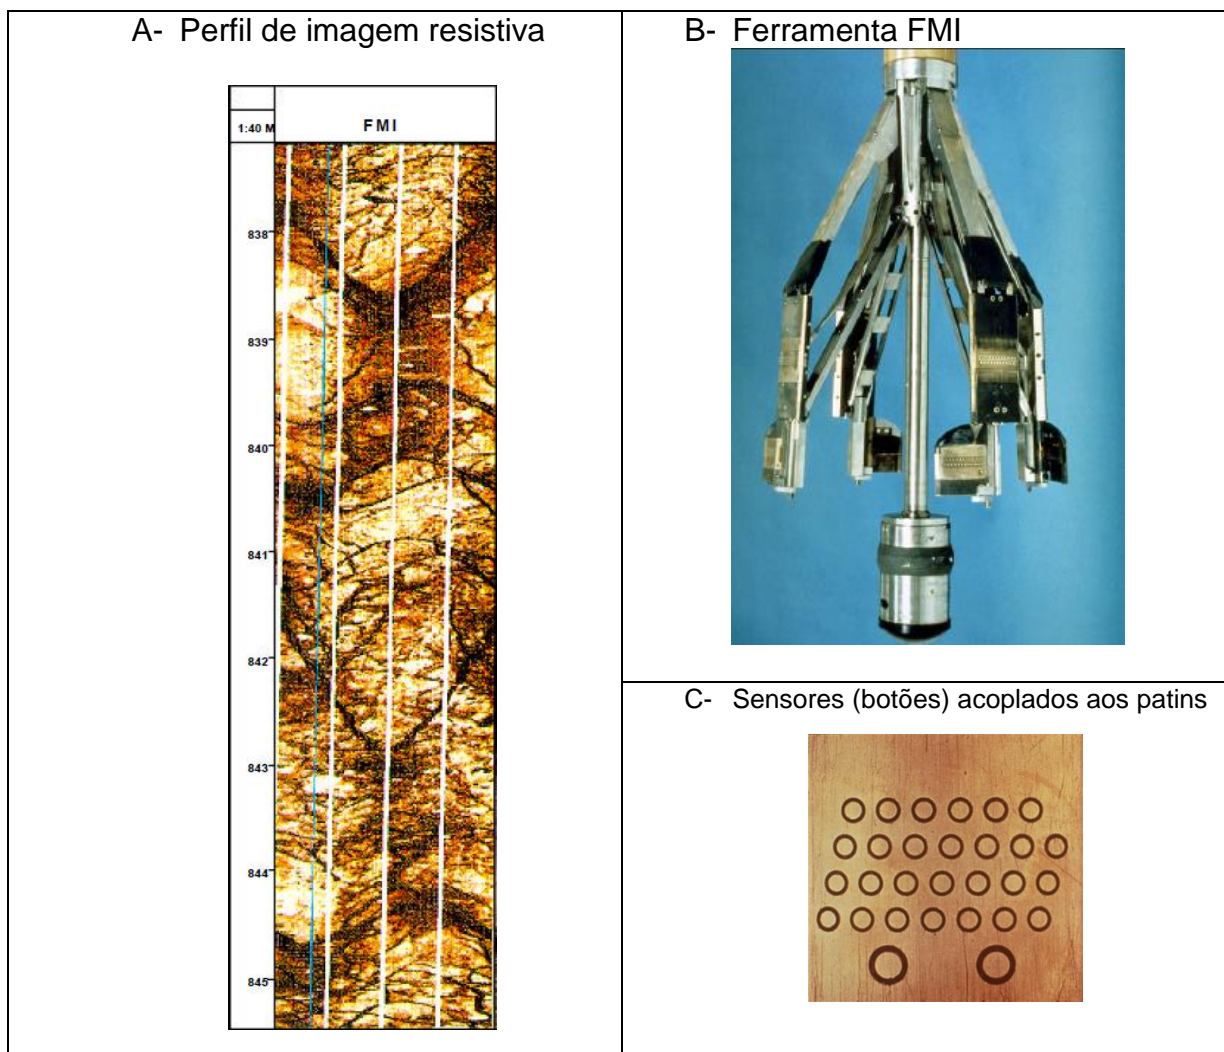 A- Perfil de imagem resistiva
1:40 M
FMI
838
839
840
841
842
843
844
845
B- Ferramenta FMI
C- Sensores (botões) acoplados aos patins